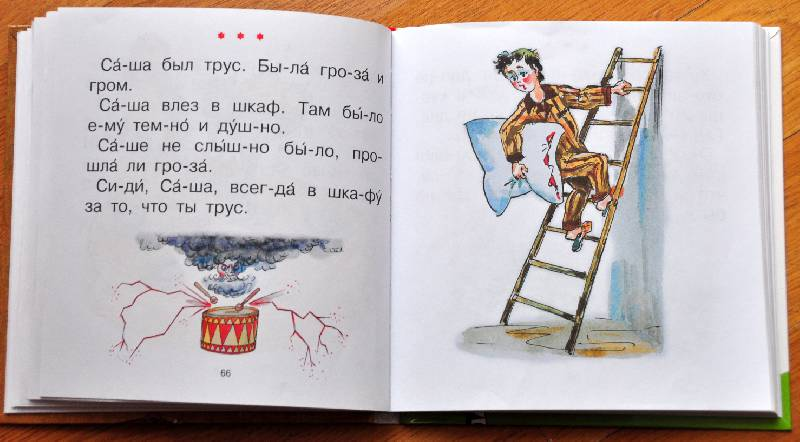 * * *
Са́-ша был трус. Бы-ла́ гро-за́ и
гром.
Са́-ша влез в шкаф. Там бы́-ло
е-му́ тем-но́ и ду́ш-но.
Са́-ше не слы́ш-но бы́-ло, про-
шла́ ли гро-за́.
Си-ди́, Са́-ша, всег-да́ в шка-фу́
за то, что ты трус.
66